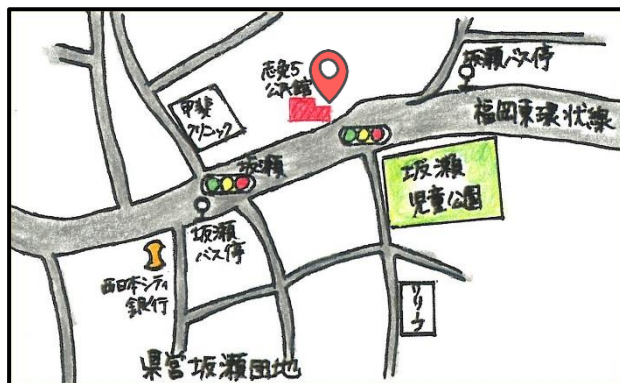 坂瀬バス停
志免5
公民館
福岡東環状線
甲斐
クリニック
坂瀬
坂瀬
児童公園
坂瀬
バス停
西日本シティ
銀行
リリーフ
県営坂瀬団地